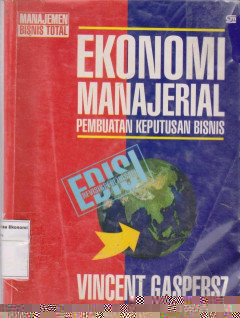 MANAJEMEN
BISNIS TOTAL
EKONOMI
MANAJERIAL
PEMBUATAN KEPUTUSAN BISNIS
EDISI
VINCENT GASPERSZ